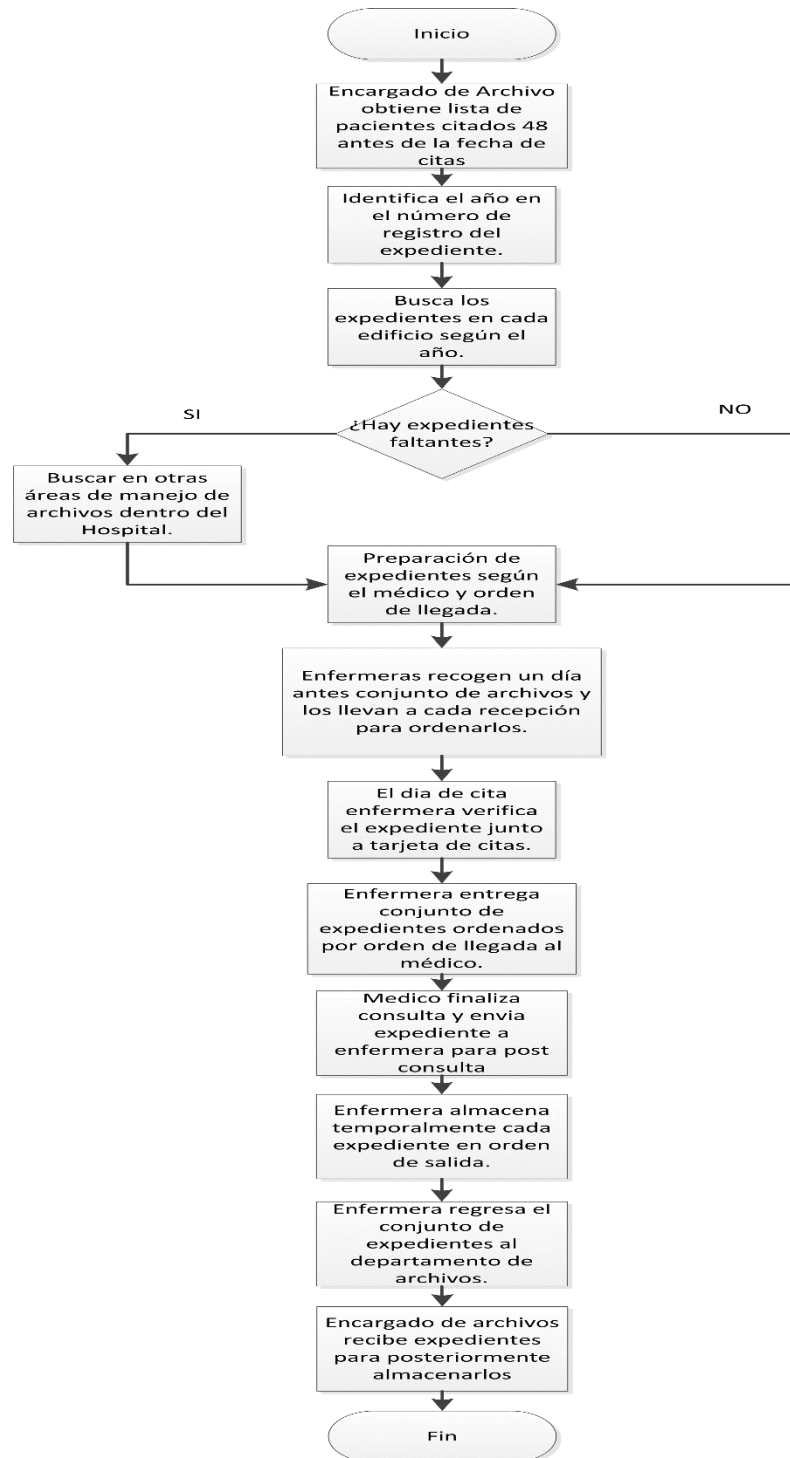 Inicio
Encargado de Archivo
obtiene lista de
pacientes citados 48
antes de la fecha de
citas
Identifica el año en
el número de
registro del
expediente.
Busca los
expedientes en cada
edificio según el
año.
¿Hay expedientes
faltantes?
SI
NO
Buscar en otras
áreas de manejo de
archivos dentro del
Hospital.
Preparación de
expedientes según
el médico y orden
de llegada.
Enfermeras recogen un día
antes conjunto de archivos y
los llevan a cada recepción
para ordenarlos.
El dia de cita
enfermera verifica
el expediente junto
a tarjeta de citas.
Enfermera entrega
conjunto de
expedientes ordenados
por orden de llegada al
médico.
Medico finaliza
consulta y envia
expediente a
enfermera para post
consulta
Enfermera almacena
temporalmente cada
expediente en orden
de salida.
Enfermera regresa el
conjunto de
expedientes al
departamento de
archivos.
Encargado de archivos
recibe expedientes
para posteriormente
almacenarlos
Fin